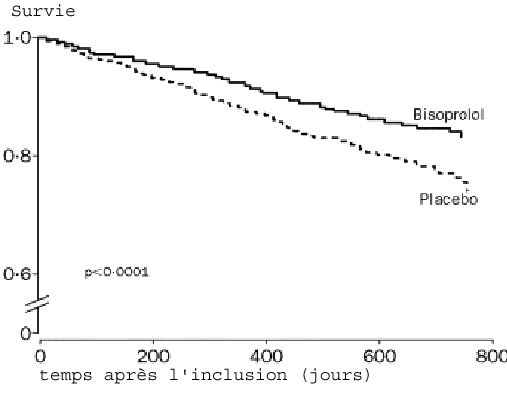 Survie
1·0
Bisoprolol
0·8
Placebo
0·6
p<0·0001
0
0 200 400 600 800
temps après l'inclusion (jours)